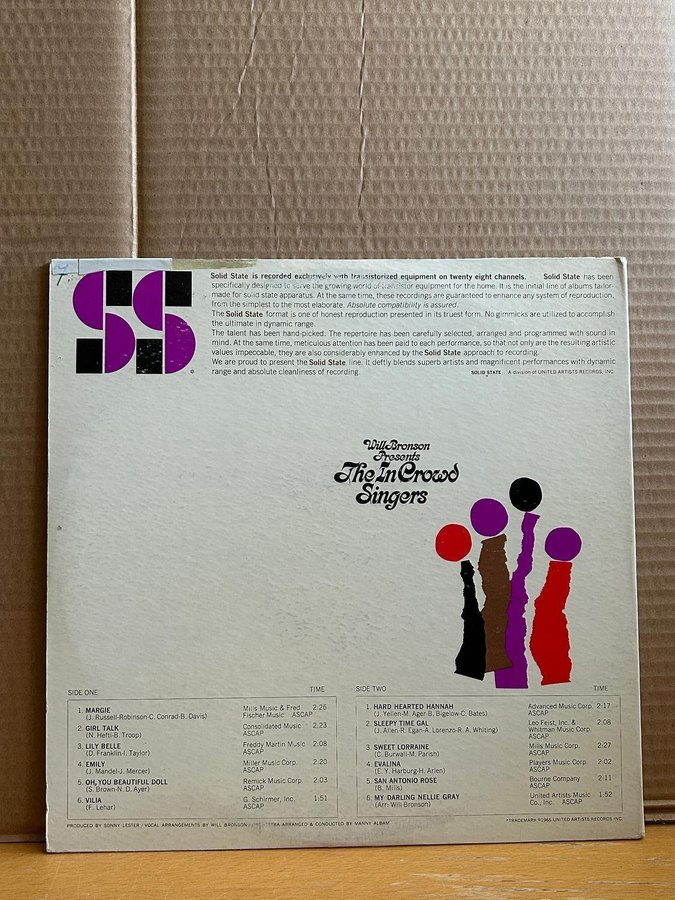 SS
Solid State is recorded exclusively with transistorized equipment on twenty eight channels. Solid State has been
specifically designed to serve the growing world of transistor equipment for the home. It is the initial line of albums tailor-
made for solid state apparatus. At the same time, these recordings are guaranteed to enhance any system of reproduction,
from the simplest to the most elaborate. Absolute compatibility is assured.
The Solid State format is one of honest reproduction presented in its truest form. No gimmicks are utilized to accomplish
the ultimate in dynamic range.
The talent has been hand-picked. The repertoire has been carefully selected, arranged and programmed with sound in
mind. At the same time, meticulous attention has been paid to each performance, so that not only are the resulting artistic
values impeccable, they are also considerably enhanced by the Solid State approach to recording.
We are proud to present the Solid State line. It deftly blends superb artists and magnificent performances with dynamic
range and absolute cleanliness of recording. SOLID STATE A division of UNITED ARTISTS RECORDS, INC.
Will Bronson
Presents
The In Crowd
Singers
SIDE ONE TIME
1. MARGIE Mills Music & Fred 2:26
(J. Russell-Robinson-C. Conrad-B. Davis) Fischer Music ASCAP
2. GIRL TALK Consolidated Music 2:23
(N. Hefti-B. Troop) ASCAP
3. LILY BELLE Freddy Martin Music 2:08
(D. Franklin-I. Taylor) ASCAP
4. EMILY Miller Music Corp. 2:20
(J. Mandel-J. Mercer) ASCAP
5. OH, YOU BEAUTIFUL DOLL Remick Music Corp. 2:03
(S. Brown-N. D. Ayer) ASCAP
6. VILIA G. Schirmer, Inc. 1:51
(F. Lehar) ASCAP
SIDE TWO TIME
1. HARD HEARTED HANNAH Advanced Music Corp. 2:17
(J. Yellen-M. Ager-B. Bigelow-C. Bates) ASCAP
2. SLEEPY TIME GAL Leo Feist, Inc. & 2:08
(J. Allen-R. Egan-A. Lorenzo-R. A. Whiting) Whitman Music Corp. ASCAP
3. SWEET LORRAINE Mills Music Corp. 2:27
(C. Burwall-M. Parish) ASCAP
4. EVALINA Players Music Corp. 2:02
(E. Y. Harburg-H. Arlen) ASCAP
5. SAN ANTONIO ROSE Bourne Company 2:11
(B. Mills) ASCAP
6. MY DARLING NELLIE GRAY United Artists Music 1:52
(Arr: Will Bronson) Co., Inc. ASCAP
PRODUCED BY SONNY LESTER / VOCAL ARRANGEMENTS BY WILL BRONSON ARRANGED & CONDUCTED BY MANNY ALBAM
*TRADEMARK ©1966 UNITED ARTISTS RECORDS INC.